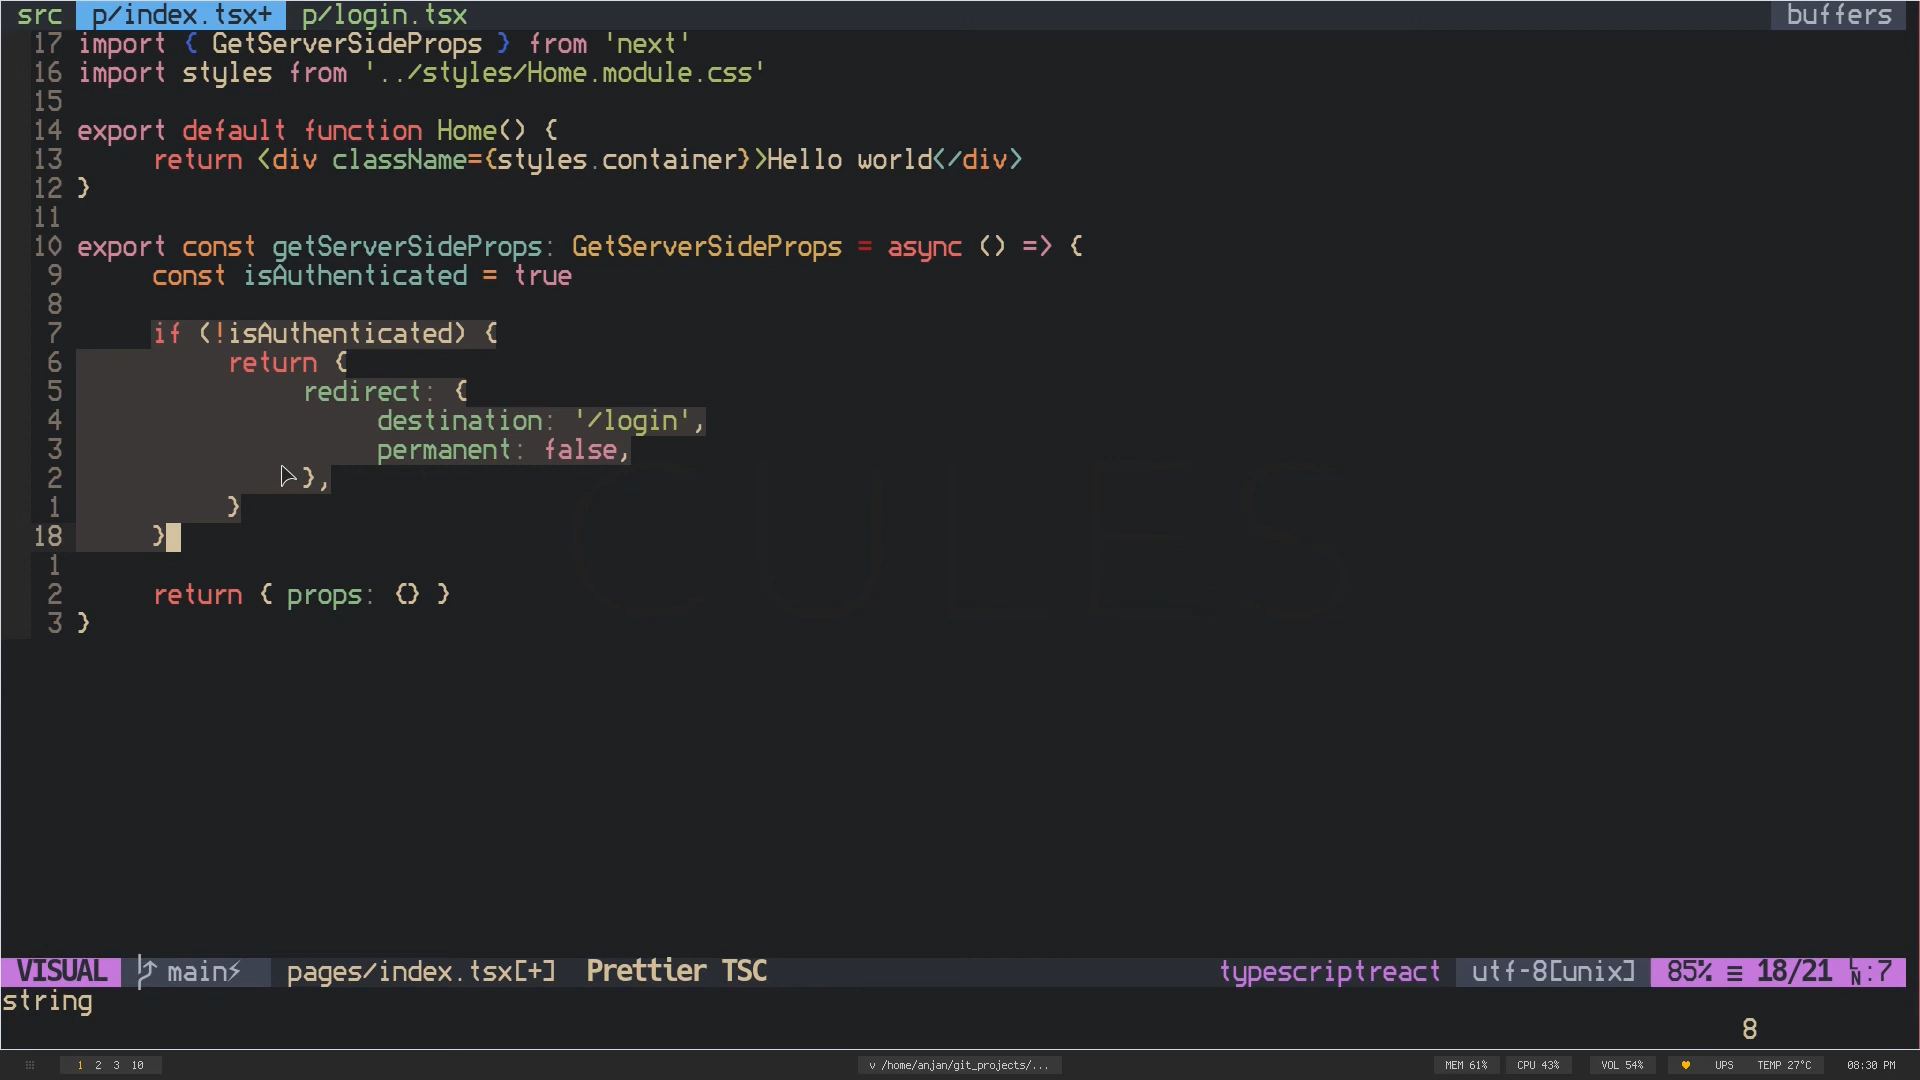 src p/index.tsx+ p/login.tsx buffers
17 import { GetServerSideProps } from 'next'
16 import styles from '../styles/Home.module.css'
15
14 export default function Home() {
13 return <div className={styles.container}>Hello world</div>
12 }
11
10 export const getServerSideProps: GetServerSideProps = async () => {
9 const isAuthenticated = true
8
7 if (!isAuthenticated) {
6 return {
5 redirect: {
4 destination: '/login',
3 permanent: false,
2 },
1 }
18 }
1
2 return { props: {} }
3 }
CULES
VISUAL main⚡ pages/index.tsx[+] Prettier TSC typescriptreact utf-8[unix] 85% ≡ 18/21 LN:7
string
8
1 2 3 10 v /home/anjan/git_projects/... MEM 61% CPU 43% VOL 54% ♥ UPS TEMP 27°C 08:30 PM